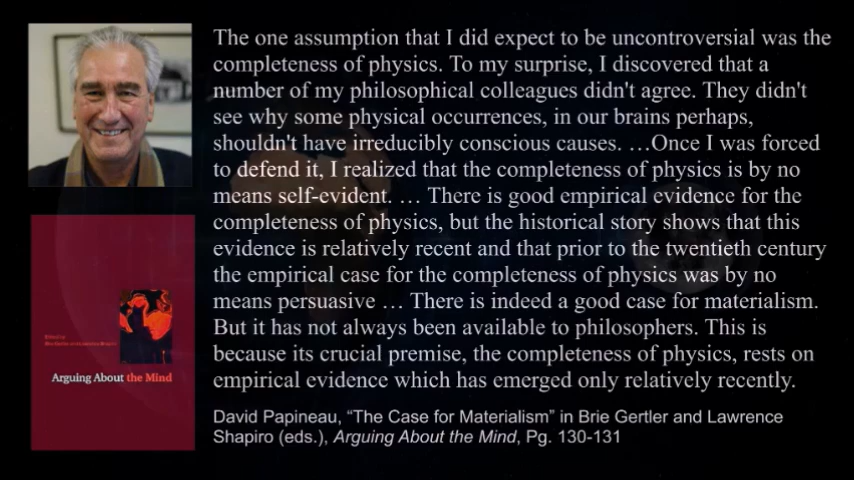 The one assumption that I did expect to be uncontroversial was the
completeness of physics. To my surprise, I discovered that a
number of my philosophical colleagues didn't agree. They didn't
see why some physical occurrences, in our brains perhaps,
shouldn't have irreducibly conscious causes. …Once I was forced
to defend it, I realized that the completeness of physics is by no
means self-evident. … There is good empirical evidence for the
completeness of physics, but the historical story shows that this
evidence is relatively recent and that prior to the twentieth century
the empirical case for the completeness of physics was by no
means persuasive … There is indeed a good case for materialism.
But it has not always been available to philosophers. This is
because its crucial premise, the completeness of physics, rests on
empirical evidence which has emerged only relatively recently.
David Papineau, “The Case for Materialism” in Brie Gertler and Lawrence
Shapiro (eds.), Arguing About the Mind, Pg. 130-131
Arguing About the Mind